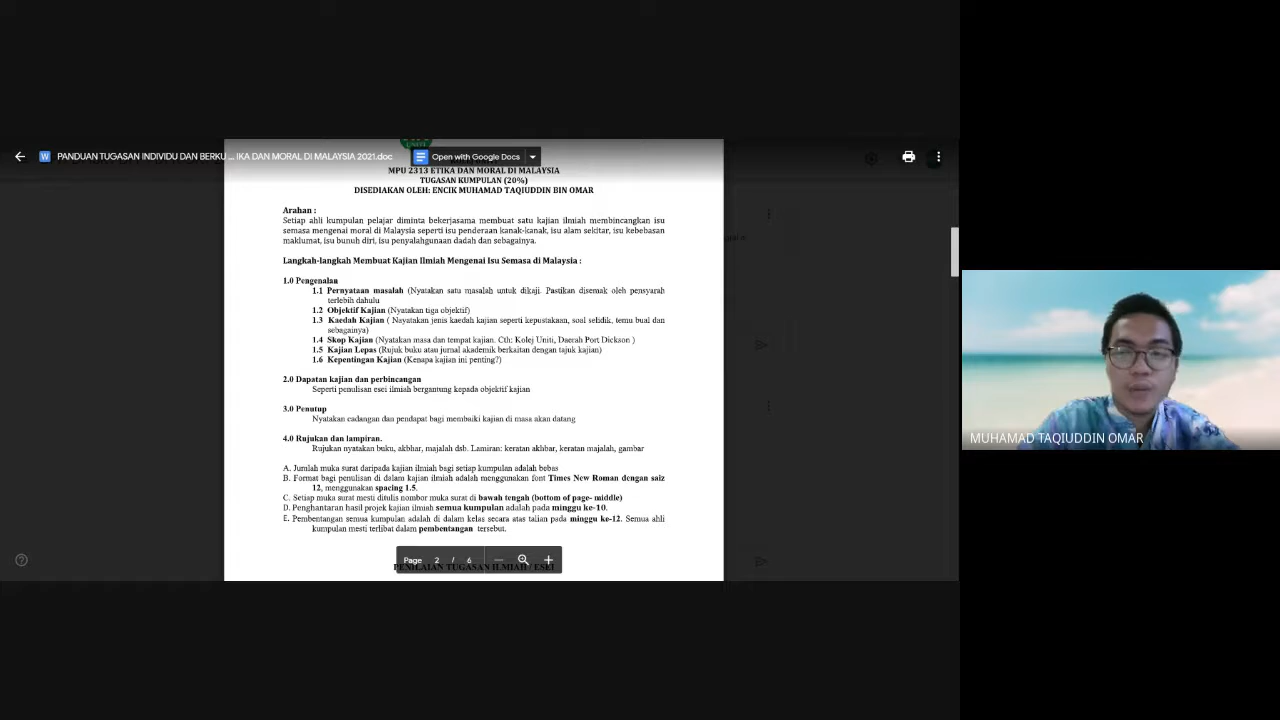 PANDUAN TUGASAN INDIVIDU DAN BERKU ... IKA DAN MORAL DI MALAYSIA 2021.doc
Open with Google Docs
MPU 2313 ETIKA DAN MORAL DI MALAYSIA
TUGASAN KUMPULAN (20%)
DISEDIAKAN OLEH: ENCIK MUHAMAD TAQIUDDIN BIN OMAR
Arahan :
Setiap ahli kumpulan pelajar diminta bekerjasama membuat satu kajian ilmiah membincangkan isu
semasa mengenai moral di Malaysia seperti isu penderaan kanak-kanak, isu alam sekitar, isu kebebasan
maklumat, isu bunuh diri, isu penyalahgunaan dadah dan sebagainya.
Langkah-langkah Membuat Kajian Ilmiah Mengenai Isu Semasa di Malaysia :
1.0 Pengenalan
1.1 Pernyataan masalah (Nyatakan satu masalah untuk dikaji. Pastikan disemak oleh pensyarah
terlebih dahulu
1.2 Objektif Kajian (Nyatakan tiga objektif)
1.3 Kaedah Kajian ( Nayatakan jenis kaedah kajian seperti kepustakaan, soal selidik, temu bual dan
sebagainya)
1.4 Skop Kajian (Nyatakan masa dan tempat kajian. Cth: Kolej Uniti, Daerah Port Dickson )
1.5 Kajian Lepas (Rujuk buku atau jurnal akademik berkaitan dengan tajuk kajian)
1.6 Kepentingan Kajian (Kenapa kajian ini penting?)
2.0 Dapatan kajian dan perbincangan
Seperti penulisan esei ilmiah bergantung kepada objektif kajian
3.0 Penutup
Nyatakan cadangan dan pendapat bagi membaiki kajian di masa akan datang
4.0 Rujukan dan lampiran.
Rujukan nyatakan buku, akbhar, majalah dsb. Lamiran: keratan akhbar, keratan majalah, gambar
A. Jumlah muka surat daripada kajian ilmiah bagi setiap kumpulan adalah bebas
B. Format bagi penulisan di dalam kajian ilmiah adalah menggunakan font Times New Roman dengan saiz
12, menggunakan spacing 1.5.
C. Setiap muka surat mesti ditulis nombor muka surat di bawah tengah (bottom of page- middle)
D. Penghantaran hasil projek kajian ilmiah semua kumpulan adalah pada minggu ke-10.
E. Pembentangan semua kumpulan adalah di dalam kelas secara atas talian pada minggu ke-12. Semua ahli
kumpulan mesti terlibat dalam pembentangan tersebut.
Page 2 / 6
PENILAIAN TUGASAN ILMIAH / ESEI
MUHAMAD TAQIUDDIN OMAR